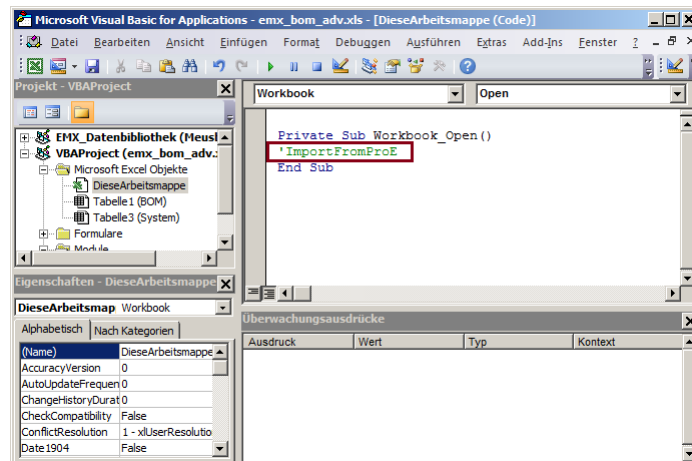 Microsoft Visual Basic for Applications - emx_bom_adv.xls - [DieseArbeitsmappe (Code)]
Datei Bearbeiten Ansicht Einfügen Format Debuggen Ausführen Extras Add-Ins Fenster ?
Projekt - VBAProject
Workbook
Open
EMX_Datenbibliothek (Meusl
VBAProject (emx_bom_adv.
Microsoft Excel Objekte
DieseArbeitsmappe
Tabelle1 (BOM)
Tabelle3 (System)
Formulare
Module
Private Sub Workbook_Open()
'ImportFromProE
End Sub
Eigenschaften - DieseArbeitsmappe
DieseArbeitsmap Workbook
Alphabetisch Nach Kategorien
(Name) DieseArbeitsmappe
AccuracyVersion 0
AutoUpdateFrequen 0
ChangeHistoryDurat 0
CheckCompatibility False
ConflictResolution 1 - xlUserResolutio
Date1904 False
Überwachungsausdrücke
Ausdruck Wert Typ Kontext